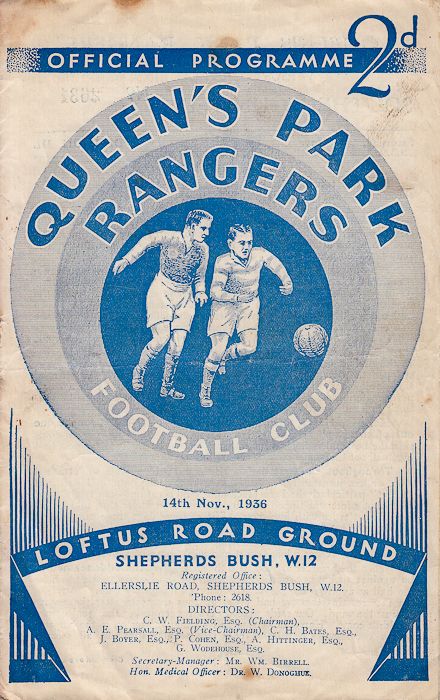 OFFICIAL PROGRAMME 2d
QUEEN'S PARK
RANGERS
FOOTBALL CLUB
14th Nov., 1936
LOFTUS ROAD GROUND
SHEPHERDS BUSH, W.12
Registered Office:
ELLERSLIE ROAD, SHEPHERDS BUSH, W.12.
'Phone: 2618.
DIRECTORS:
C. W. FIELDING, ESQ. (Chairman),
A. E. PEARSALL, ESQ. (Vice-Chairman), C. H. BATES, ESQ.,
J. BOYER, ESQ., P. COHEN, ESQ., A. HITTINGER, ESQ.,
G. WODEHOUSE, ESQ.
Secretary-Manager: MR. WM. BIRRELL.
Hon. Medical Officer: DR. W. DONOGHUE.